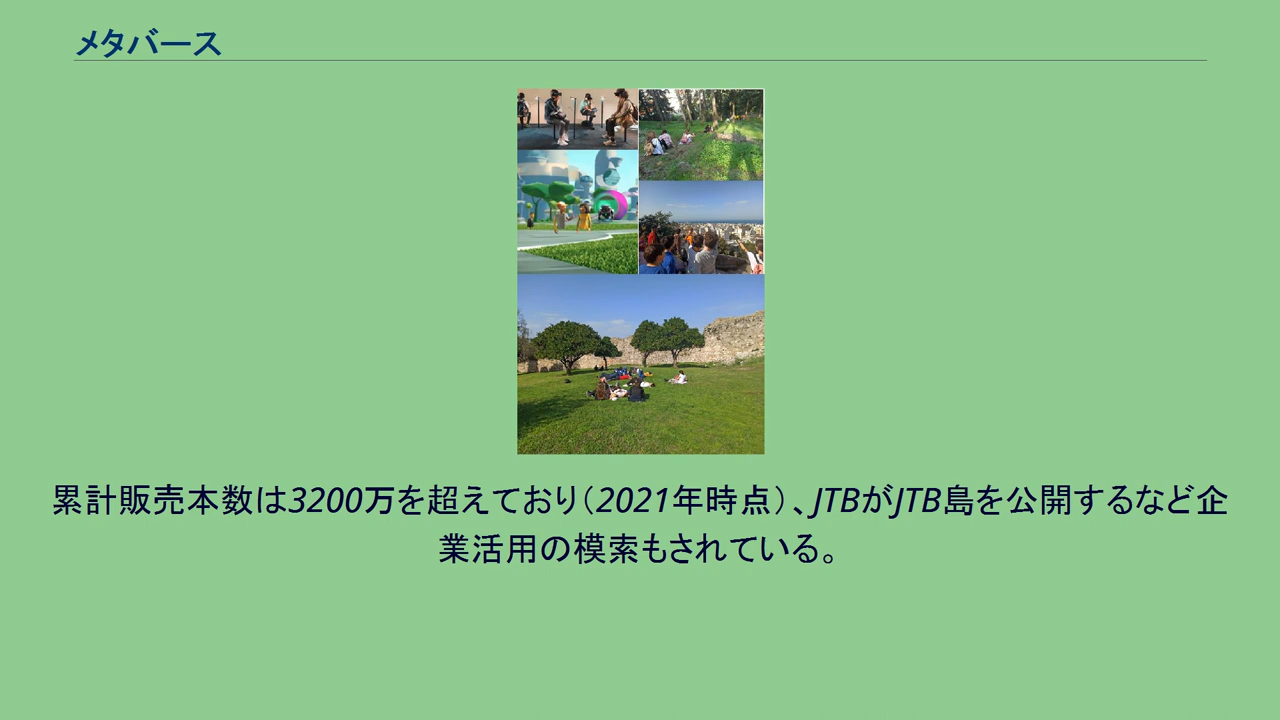 メタバース
累計販売本数は3200万を超えており（2021年時点）、JTBがJTB島を公開するなど企
業活用の模索もされている。